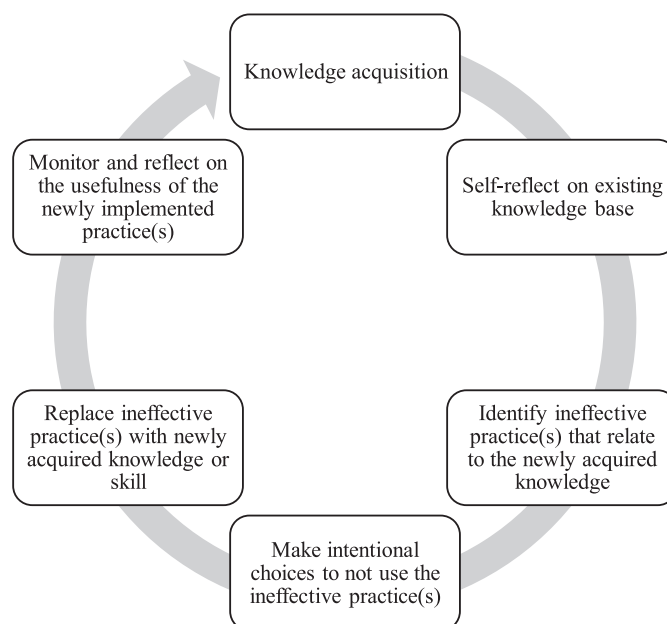 Knowledge acquisition
Self-reflect on existing
knowledge base
Identify ineffective
practice(s) that relate
to the newly acquired
knowledge
Make intentional
choices to not use the
ineffective practice(s)
Replace ineffective
practice(s) with newly
acquired knowledge or
skill
Monitor and reflect on
the usefulness of the
newly implemented
practice(s)